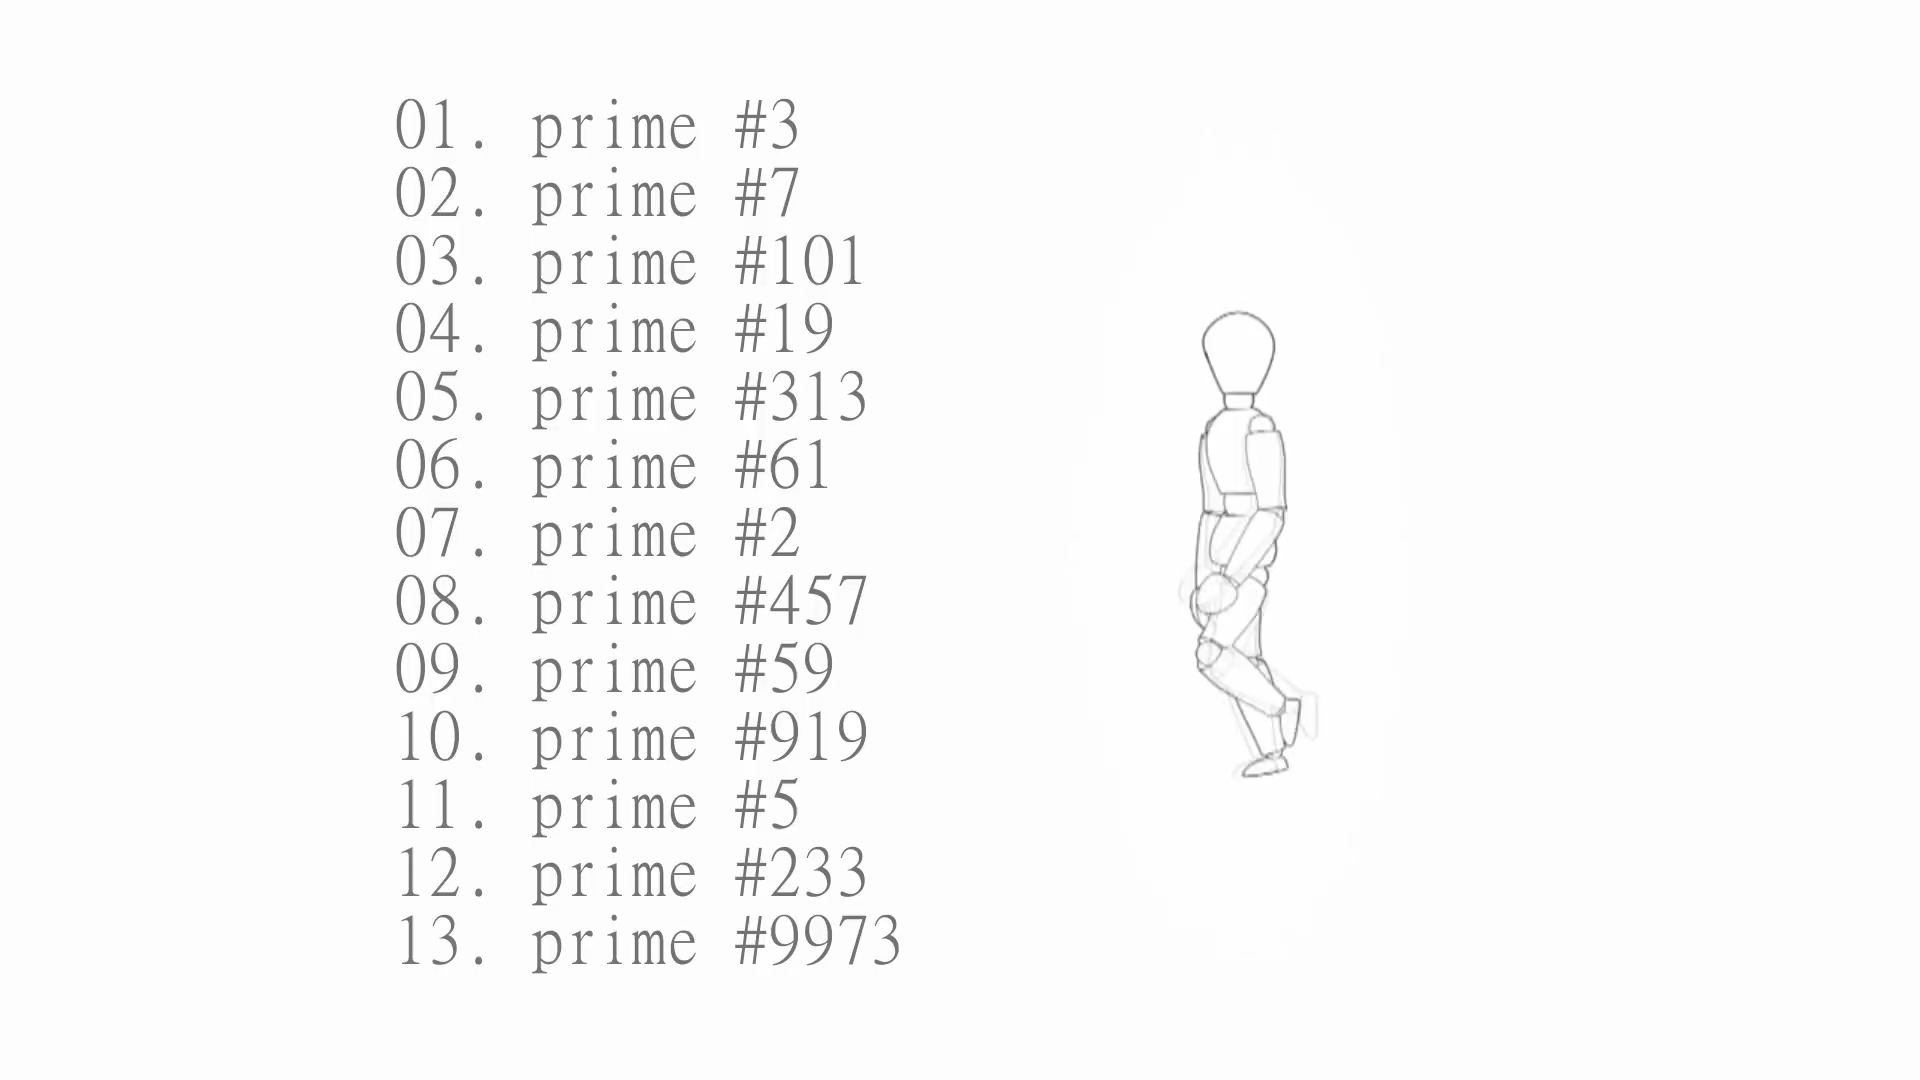 01. prime #3
02. prime #7
03. prime #101
04. prime #19
05. prime #313
06. prime #61
07. prime #2
08. prime #457
09. prime #59
10. prime #919
11. prime #5
12. prime #233
13. prime #9973